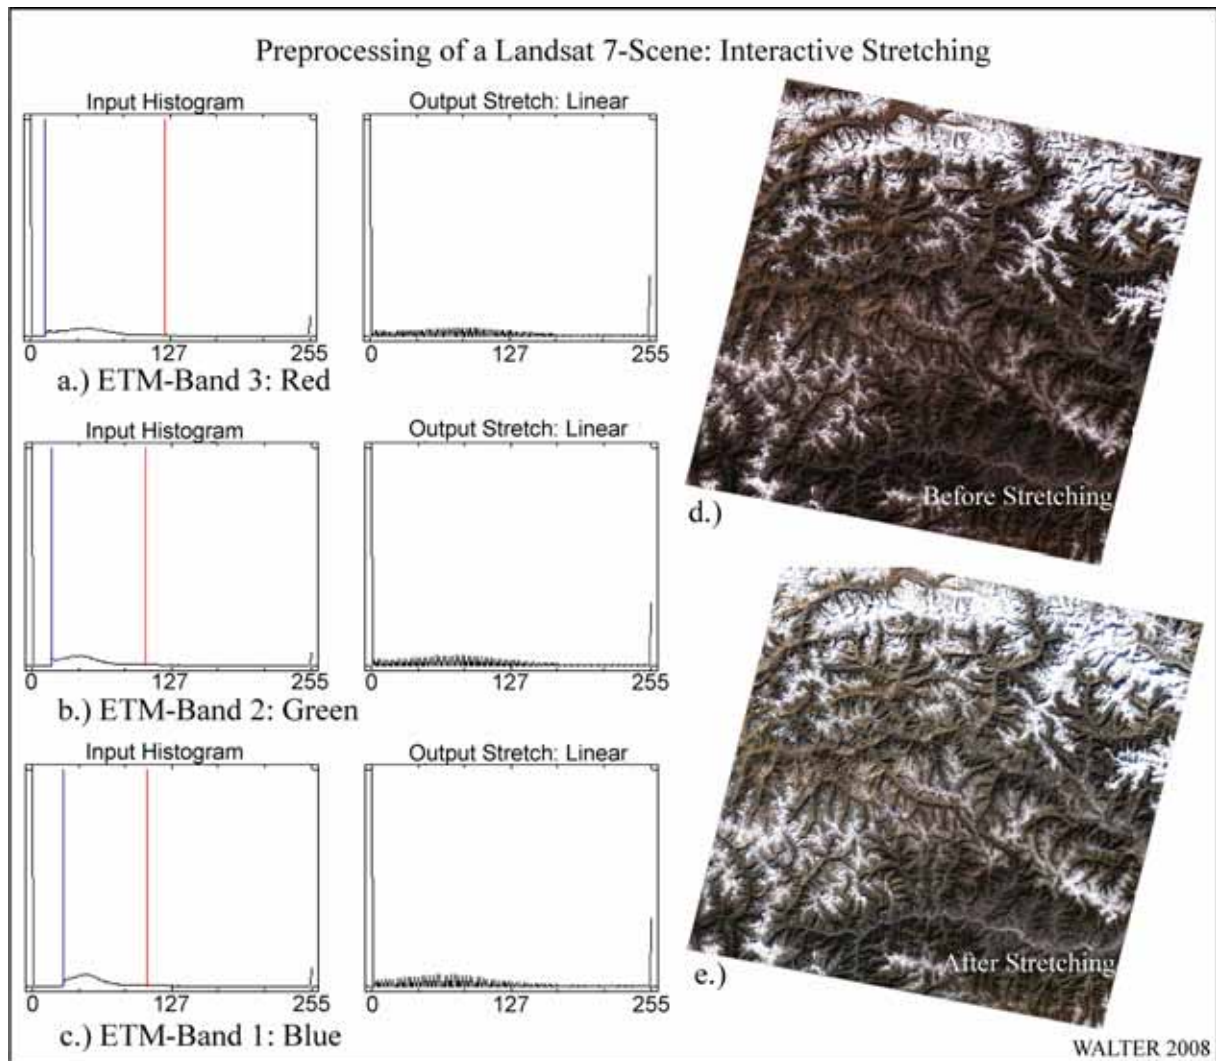 Preprocessing of a Landsat 7-Scene: Interactive Stretching
Input Histogram
Output Stretch: Linear
0 127 255
0 127 255
a.) ETM-Band 3: Red
Input Histogram
Output Stretch: Linear
0 127 255
0 127 255
b.) ETM-Band 2: Green
Input Histogram
Output Stretch: Linear
0 127 255
0 127 255
c.) ETM-Band 1: Blue
Before Stretching
d.)
After Stretching
e.)
WALTER 2008